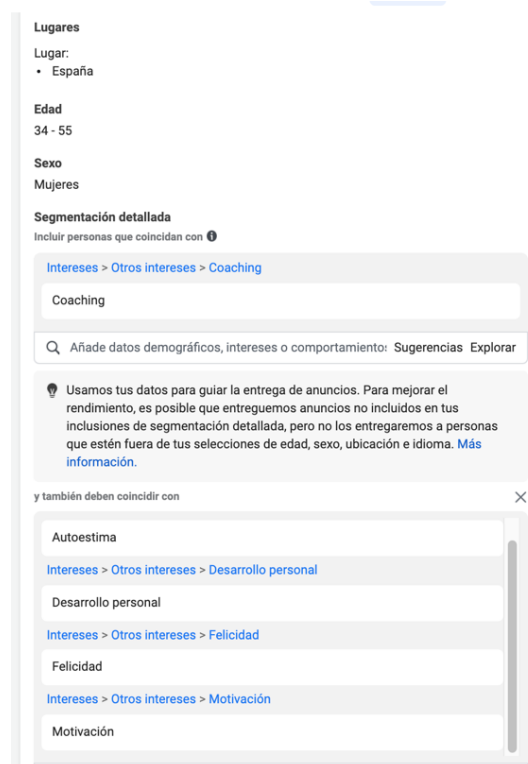 Lugares
Lugar:
• España
Edad
34 - 55
Sexo
Mujeres
Segmentación detallada
Incluir personas que coincidan con
Intereses > Otros intereses > Coaching
Coaching
Añade datos demográficos, intereses o comportamiento: Sugerencias Explorar
Usamos tus datos para guiar la entrega de anuncios. Para mejorar el
rendimiento, es posible que entreguemos anuncios no incluidos en tus
inclusiones de segmentación detallada, pero no los entregaremos a personas
que estén fuera de tus selecciones de edad, sexo, ubicación e idioma. Más
información.
y también deben coincidir con
Autoestima
Intereses > Otros intereses > Desarrollo personal
Desarrollo personal
Intereses > Otros intereses > Felicidad
Felicidad
Intereses > Otros intereses > Motivación
Motivación